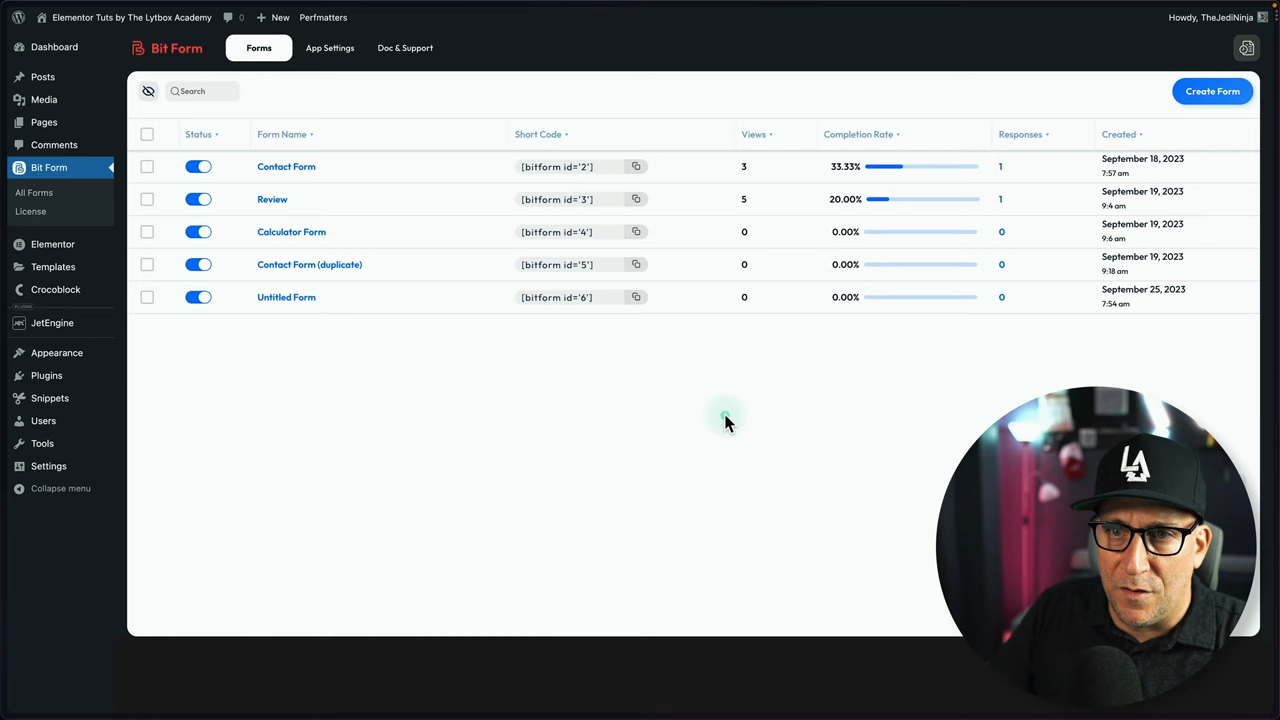 Elementor Tuts by The Lytbox Academy
0
New
Perfmatters
Howdy, TheJediNinja
Dashboard
Posts
Media
Pages
Comments
Bit Form
All Forms
License
Elementor
Templates
Crocoblock
JetEngine
Appearance
Plugins
Snippets
Users
Tools
Settings
Collapse menu
Bit Form
Forms
App Settings
Doc & Support
Search
Create Form
Status
Form Name
Short Code
Views
Completion Rate
Responses
Created
Contact Form [bitform id='2'] 3 33.33% 1 September 18, 2023
7:57 am
Review [bitform id='3'] 5 20.00% 1 September 19, 2023
9:4 am
Calculator Form [bitform id='4'] 0 0.00% 0 September 19, 2023
9:6 am
Contact Form (duplicate) [bitform id='5'] 0 0.00% 0 September 19, 2023
9:18 am
Untitled Form [bitform id='6'] 0 0.00% 0 September 25, 2023
7:54 am
LA